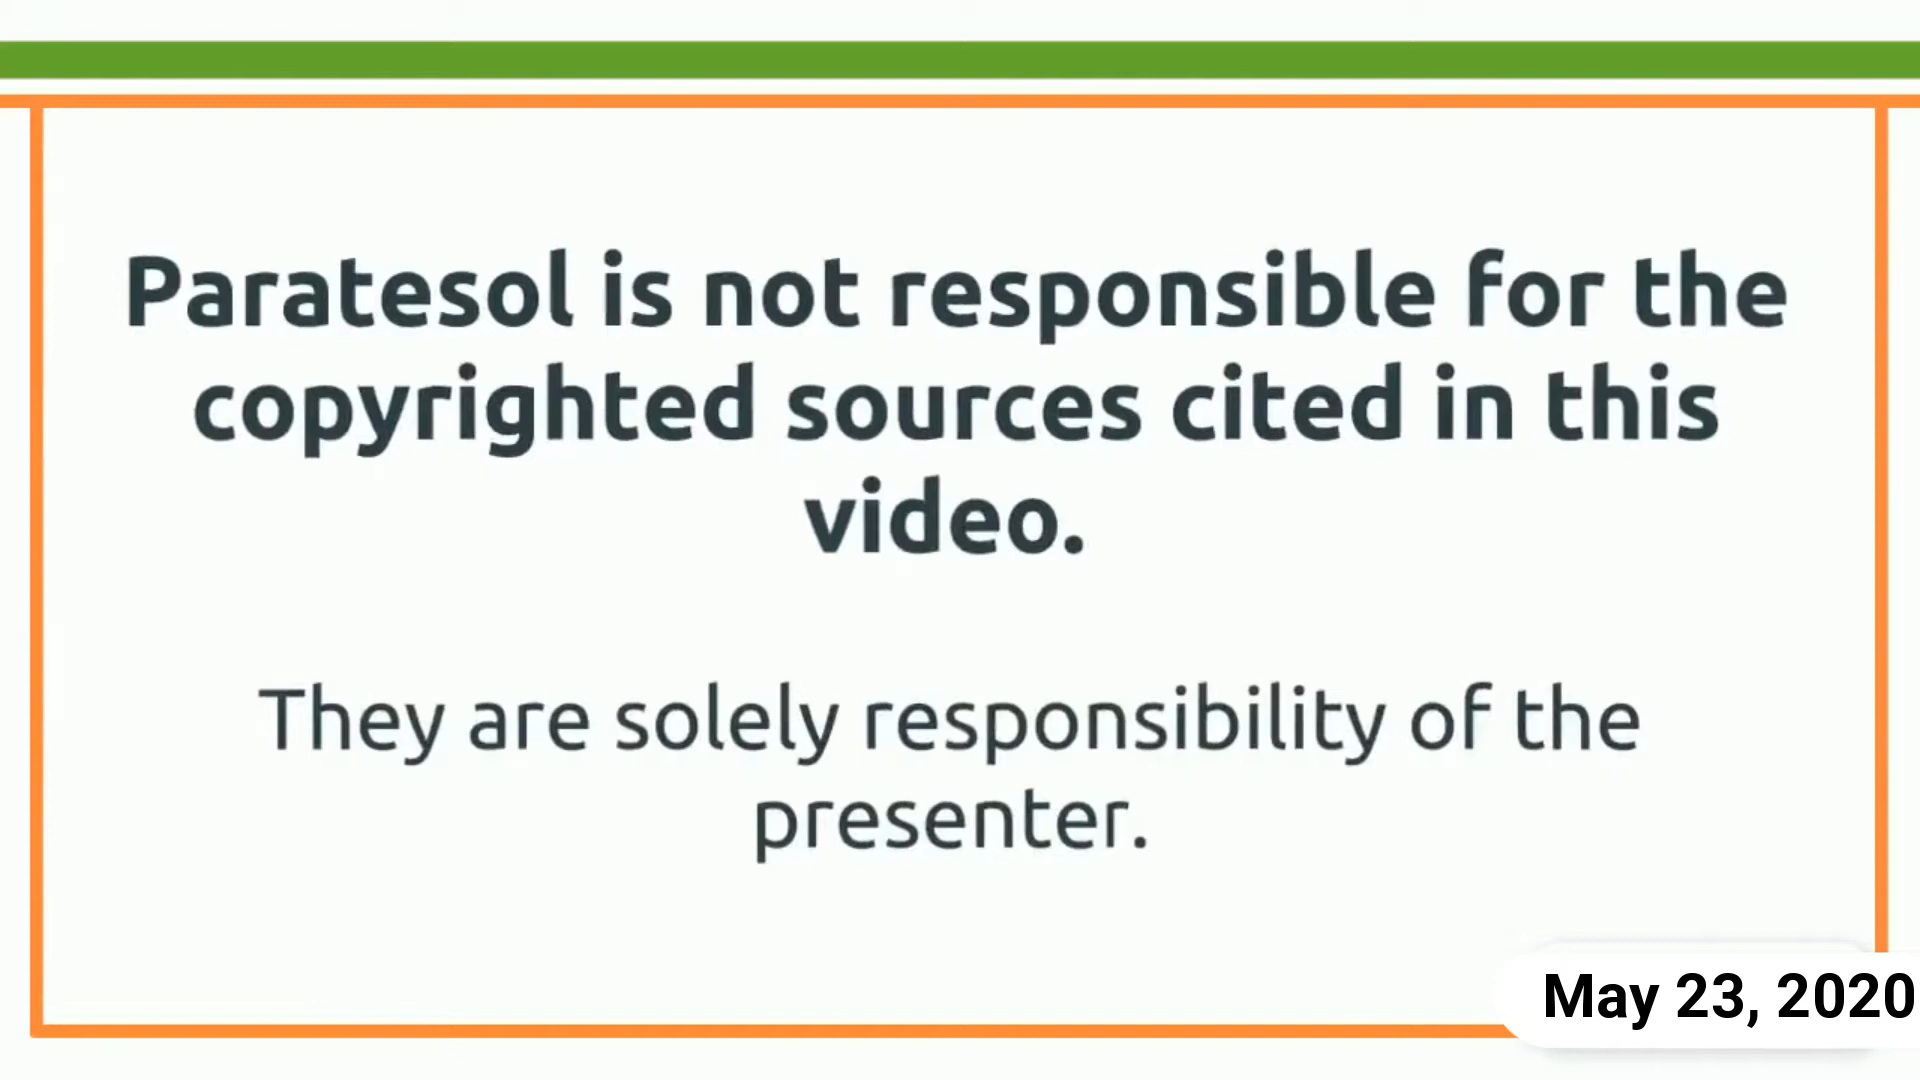 Paratesol is not responsible for the
copyrighted sources cited in this
video.
They are solely responsibility of the
presenter.
May 23, 2020